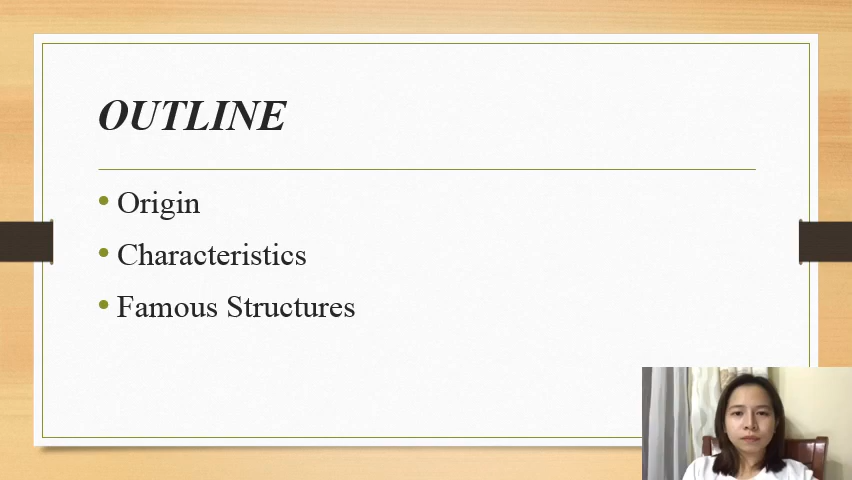 OUTLINE
• Origin
• Characteristics
• Famous Structures